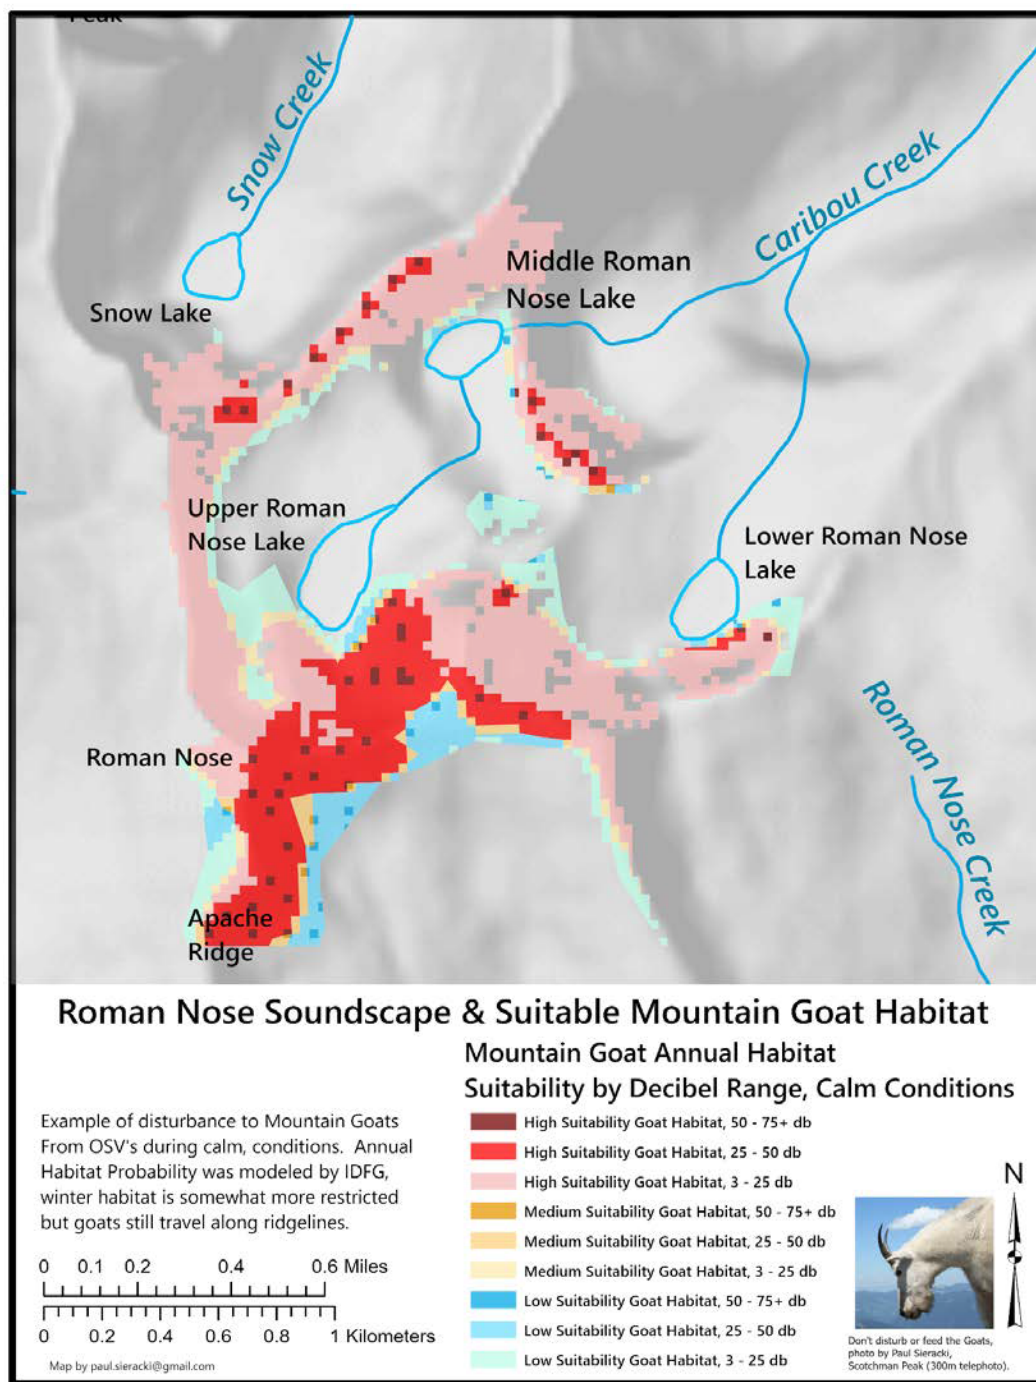 Peak
Snow Creek
Caribou Creek
Middle Roman
Nose Lake
Snow Lake
Upper Roman
Nose Lake
Lower Roman Nose
Lake
Roman Nose Creek
Roman Nose
Apache
Ridge
Roman Nose Soundscape & Suitable Mountain Goat Habitat
Mountain Goat Annual Habitat
Suitability by Decibel Range, Calm Conditions
Example of disturbance to Mountain Goats
From OSV's during calm, conditions. Annual
Habitat Probability was modeled by IDFG,
winter habitat is somewhat more restricted
but goats still travel along ridgelines.
High Suitability Goat Habitat, 50 - 75+ db
High Suitability Goat Habitat, 25 - 50 db
High Suitability Goat Habitat, 3 - 25 db
Medium Suitability Goat Habitat, 50 - 75+ db
Medium Suitability Goat Habitat, 25 - 50 db
Medium Suitability Goat Habitat, 3 - 25 db
Low Suitability Goat Habitat, 50 - 75+ db
Low Suitability Goat Habitat, 25 - 50 db
Low Suitability Goat Habitat, 3 - 25 db
N
0 0.1 0.2 0.4 0.6 Miles
0 0.2 0.4 0.6 0.8 1 Kilometers
Map by paul.sieracki@gmail.com
Don't disturb or feed the Goats,
photo by Paul Sieracki,
Scotchman Peak (300m telephoto).